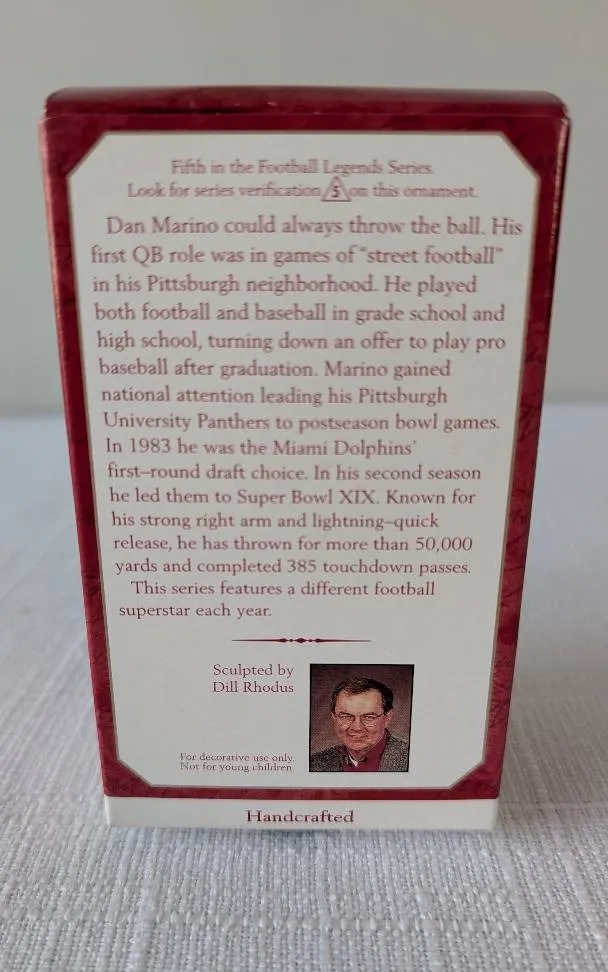 Fifth in the Football Legends Series.
Look for series verification 5 on this ornament.
Dan Marino could always throw the ball. His
first QB role was in games of “street football”
in his Pittsburgh neighborhood. He played
both football and baseball in grade school and
high school, turning down an offer to play pro
baseball after graduation. Marino gained
national attention leading his Pittsburgh
University Panthers to postseason bowl games.
In 1983 he was the Miami Dolphins’
first–round draft choice. In his second season
he led them to Super Bowl XIX. Known for
his strong right arm and lightning–quick
release, he has thrown for more than 50,000
yards and completed 385 touchdown passes.
This series features a different football
superstar each year.
Sculpted by
Dill Rhodus
For decorative use only.
Not for young children.
Handcrafted